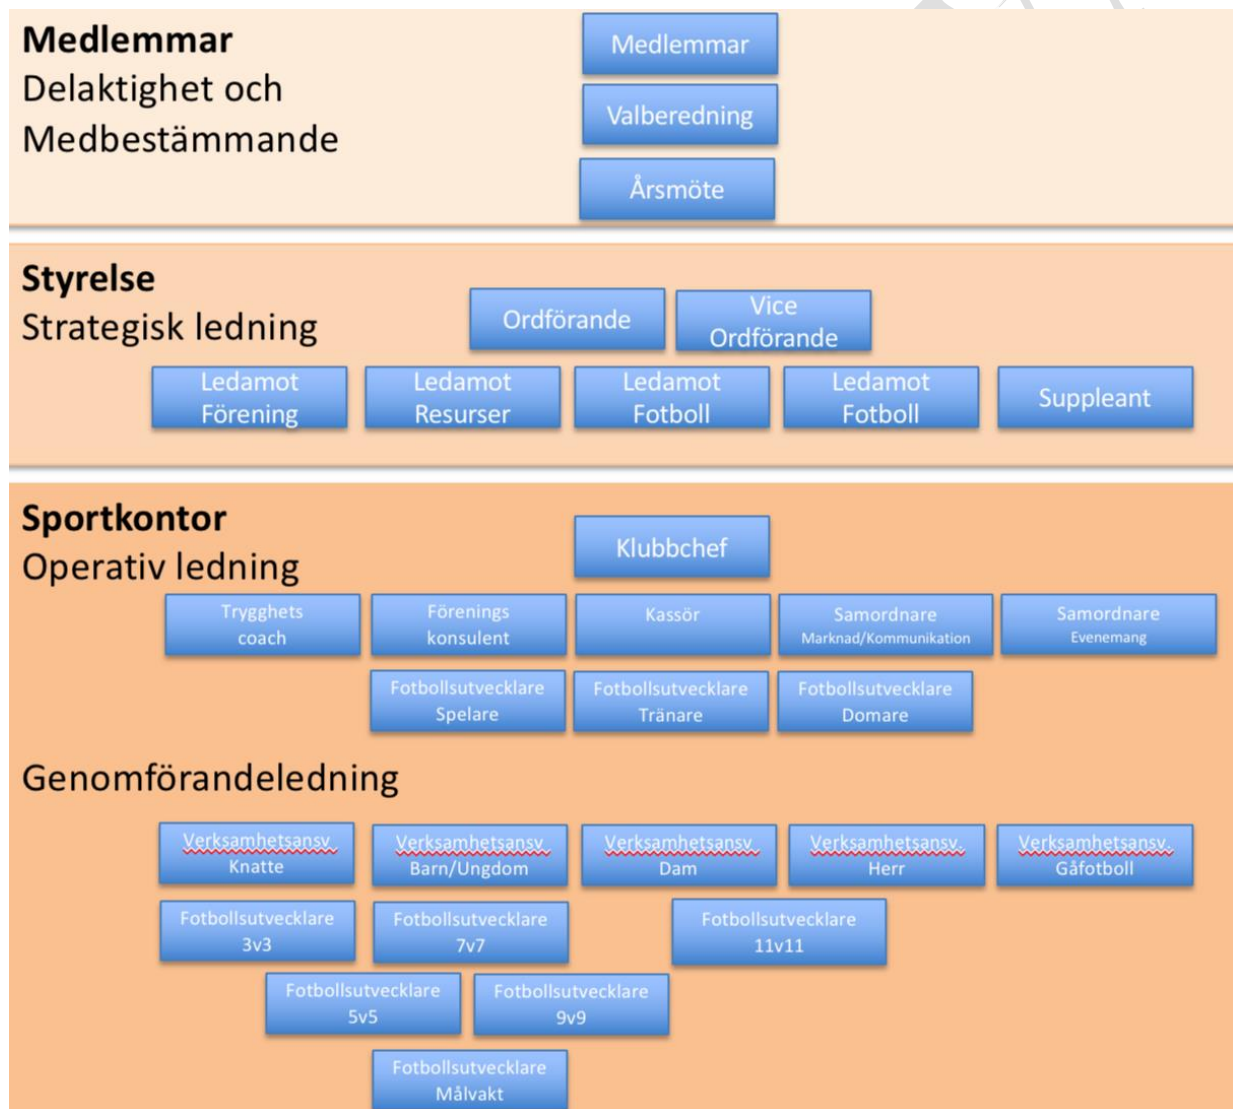 Medlemmar
Delaktighet och
Medbestämmande
Medlemmar
Valberedning
Årsmöte
Styrelse
Strategisk ledning
Ordförande
Vice
Ordförande
Ledamot
Förening
Ledamot
Resurser
Ledamot
Fotboll
Ledamot
Fotboll
Suppleant
Sportkontor
Operativ ledning
Klubbchef
Trygghets
coach
Förenings
konsulent
Kassör
Samordnare
Marknad/Kommunikation
Samordnare
Evenemang
Fotbollsutvecklare
Spelare
Fotbollsutvecklare
Tränare
Fotbollsutvecklare
Domare
Genomförandeledning
Verksamhetsansv.
Knatte
Verksamhetsansv.
Barn/Ungdom
Verksamhetsansv.
Dam
Verksamhetsansv.
Herr
Verksamhetsansv.
Gåfotboll
Fotbollsutvecklare
3v3
Fotbollsutvecklare
7v7
Fotbollsutvecklare
11v11
Fotbollsutvecklare
5v5
Fotbollsutvecklare
9v9
Fotbollsutvecklare
Målvakt